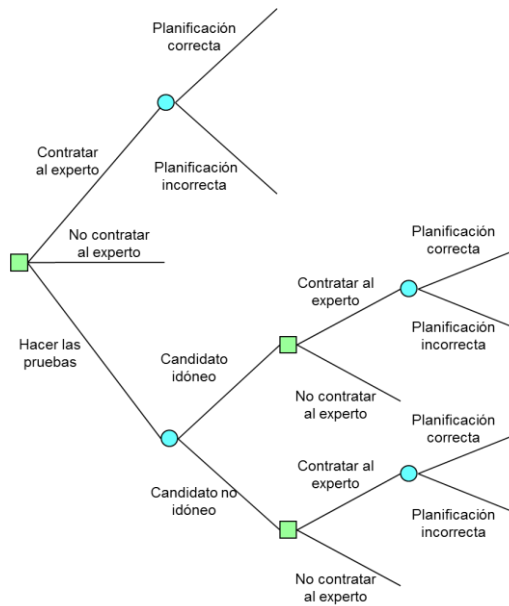 Planificación
correcta
Contratar
al experto
Planificación
incorrecta
No contratar
al experto
Planificación
correcta
Contratar al
experto
Hacer las
pruebas
Candidato
idóneo
Planificación
incorrecta
No contratar
al experto
Planificación
correcta
Contratar al
experto
Candidato no
idóneo
Planificación
incorrecta
No contratar
al experto